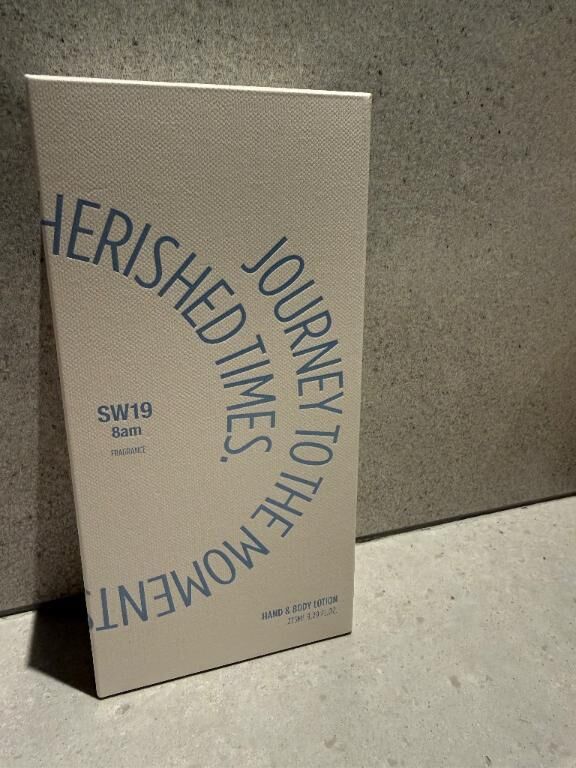 JOURNEY TO THE MOMENTS
HERISHED TIMES.
SW19
8am
FRAGRANCE
HAND & BODY LOTION